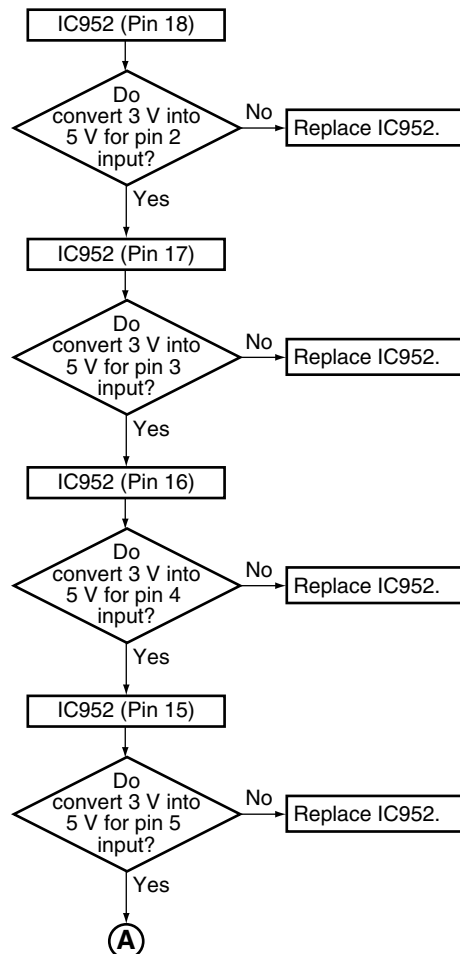 IC952 (Pin 18)
Do
convert 3 V into
5 V for pin 2
input?
No
Replace IC952.
Yes
IC952 (Pin 17)
Do
convert 3 V into
5 V for pin 3
input?
No
Replace IC952.
Yes
IC952 (Pin 16)
Do
convert 3 V into
5 V for pin 4
input?
No
Replace IC952.
Yes
IC952 (Pin 15)
Do
convert 3 V into
5 V for pin 5
input?
No
Replace IC952.
Yes
A